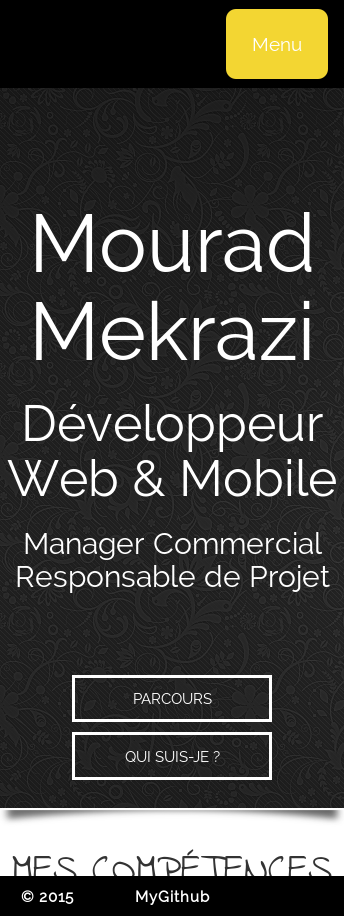 Menu
Mourad
Mekrazi
Développeur
Web & Mobile
Manager Commercial
Responsable de Projet
PARCOURS
QUI SUIS-JE ?
MES COMPÉTENCES
© 2015 MyGithub